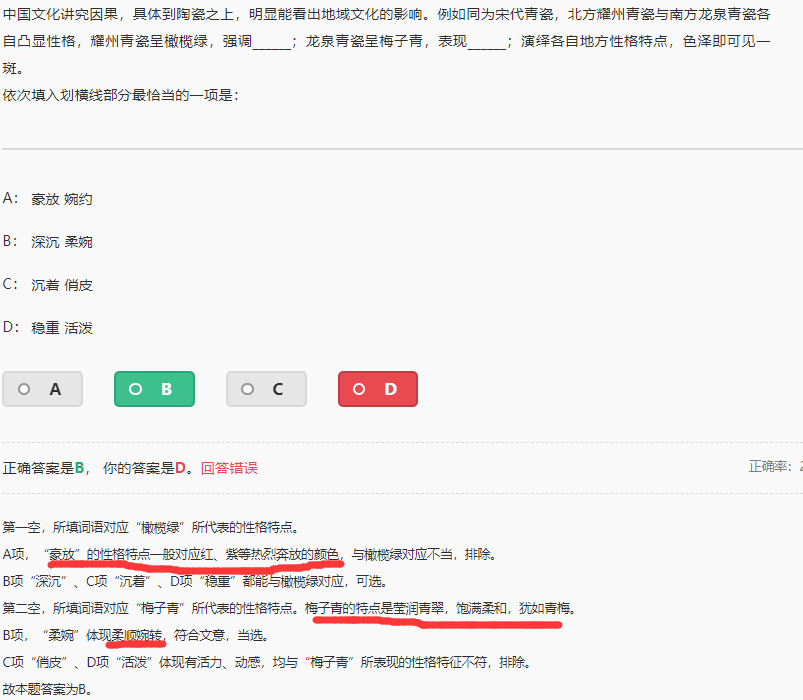 中国文化讲究因果，具体到陶瓷之上，明显能看出地域文化的影响。例如同为宋代青瓷，北方耀州青瓷与南方龙泉青瓷各
自凸显性格，耀州青瓷呈橄榄绿，强调______；龙泉青瓷呈梅子青，表现______；演绎各自地方性格特点，色泽即可见一
斑。
依次填入划横线部分最恰当的一项是：
A： 豪放 婉约
B： 深沉 柔婉
C： 沉着 俏皮
D： 稳重 活泼
A B C D
正确答案是B， 你的答案是D。回答错误
正确率：2
第一空，所填词语对应“橄榄绿”所代表的性格特点。
A项，“豪放”的性格特点一般对应红、紫等热烈奔放的颜色，与橄榄绿对应不当，排除。
B项“深沉”、C项“沉着”、D项“稳重”都能与橄榄绿对应，可选。
第二空，所填词语对应“梅子青”所代表的性格特点。梅子青的特点是莹润青翠，饱满柔和，犹如青梅。
B项，“柔婉”体现柔顺婉转，符合文意，当选。
C项“俏皮”、D项“活泼”体现有活力、动感，均与“梅子青”所表现的性格特征不符，排除。
故本题答案为B。